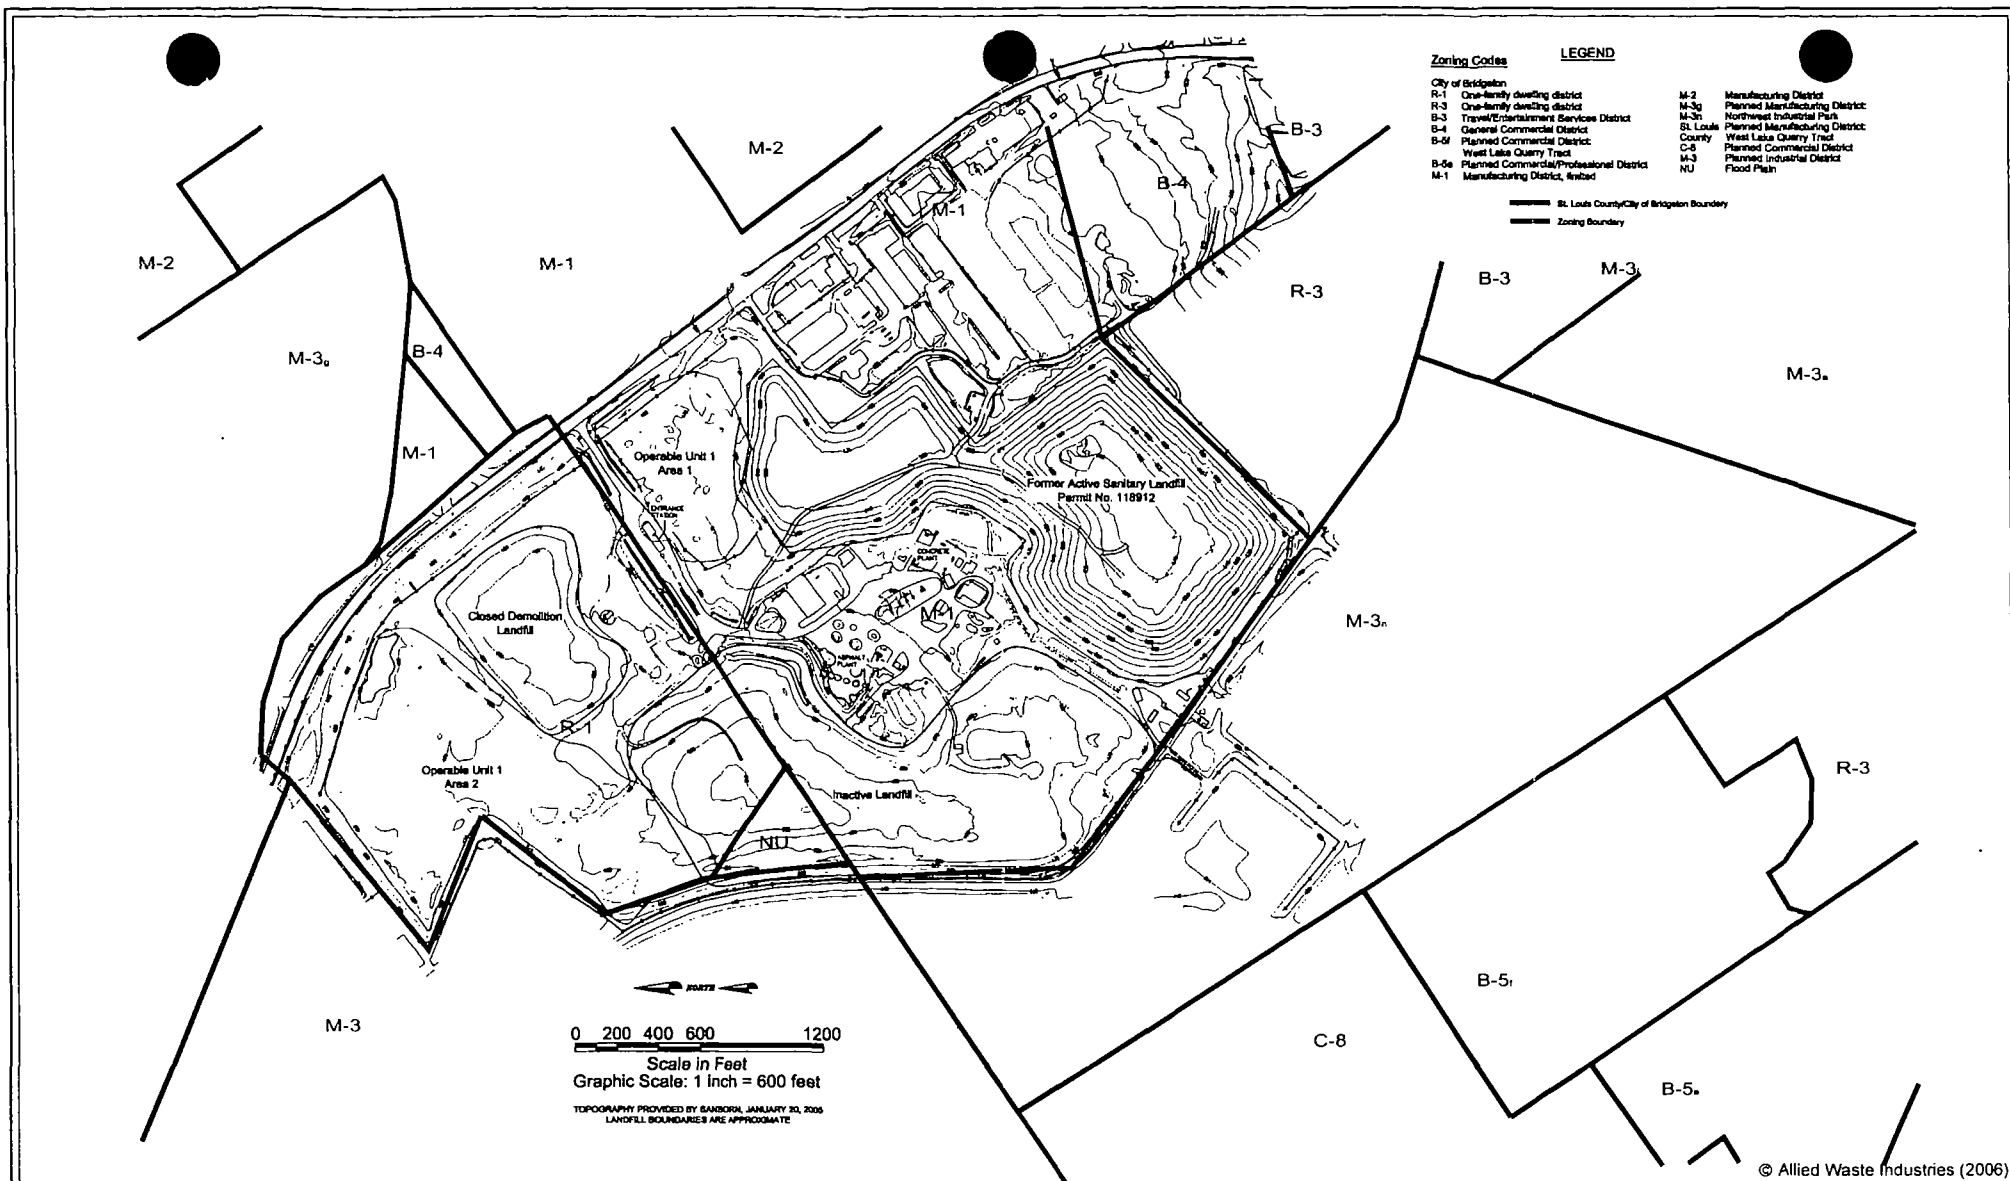 LEGEND
Zoning Codes
City of Bridgeton
R-1 One-family dwelling district
R-3 One-family dwelling district
B-3 Travel/Entertainment Services District
B-4 General Commercial District
B-5f Planned Commercial District:
West Lake Quarry Tract
B-5e Planned Commercial/Professional District
M-1 Manufacturing District, limited
M-2 Manufacturing District
M-3g Planned Manufacturing District:
M-3n Northwest Industrial Park
St. Louis Planned Manufacturing District:
County West Lake Quarry Tract
C-8 Planned Commercial District
M-3 Planned Industrial District
NU Flood Plain
St. Louis County/City of Bridgeton Boundary
Zoning Boundary
B-3
M-2
B-4
M-1
M-2
M-1
R-3
B-3
M-3
M-3g
B-4
M-3
M-1
Operable Unit 1
Area 1
Former Active Sanitary Landfill
Permit No. 118912
ENTRANCE
STATION
CONCRETE
PLANT
Closed Demolition
Landfill
M-1
M-3n
ASPHALT
PLANT
R-1
Operable Unit 1
Area 2
Inactive Landfill
R-3
NU
NORTH
B-5f
M-3
C-8
0 200 400 600 1200
Scale in Feet
Graphic Scale: 1 inch = 600 feet
B-5e
TOPOGRAPHY PROVIDED BY SANBORN, JANUARY 20, 2005
LANDFILL BOUNDARIES ARE APPROXIMATE
© Allied Waste Industries (2006)